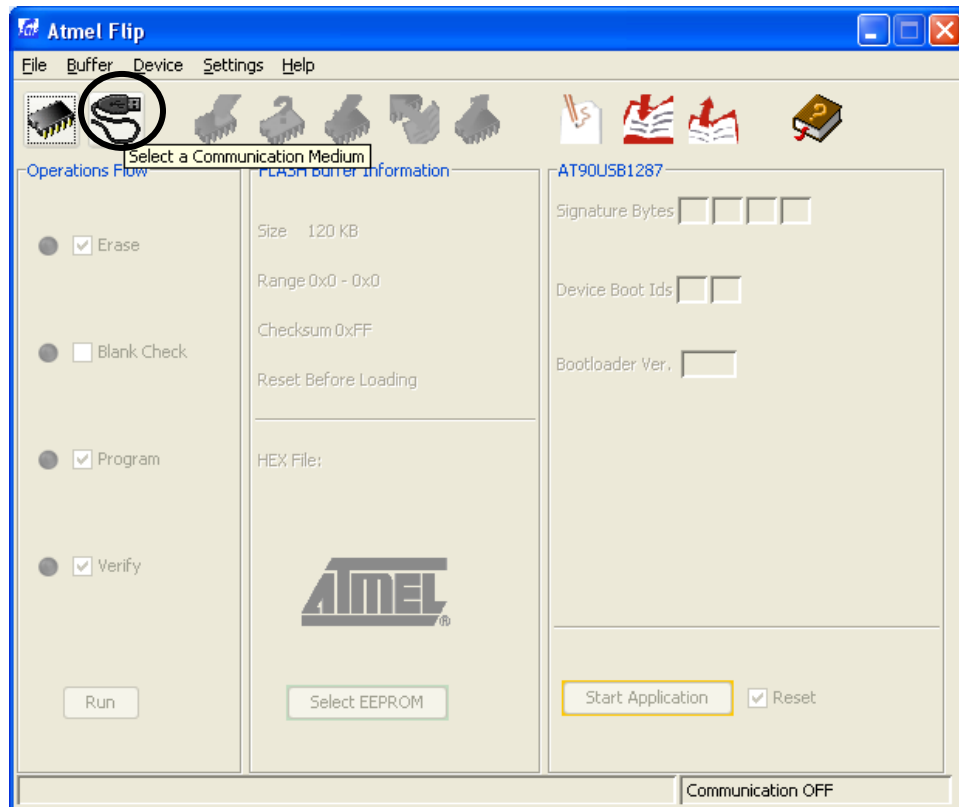 Atmel Flip
File Buffer Device Settings Help
Select a Communication Medium
Operations Flow
FLASH Buffer Information
AT90USB1287
Erase
Blank Check
Program
Verify
Run
Size 120 KB
Range 0x0 - 0x0
Checksum 0xFF
Reset Before Loading
HEX File:
ATMEL ®
Select EEPROM
Signature Bytes
Device Boot Ids
Bootloader Ver.
Start Application Reset
Communication OFF